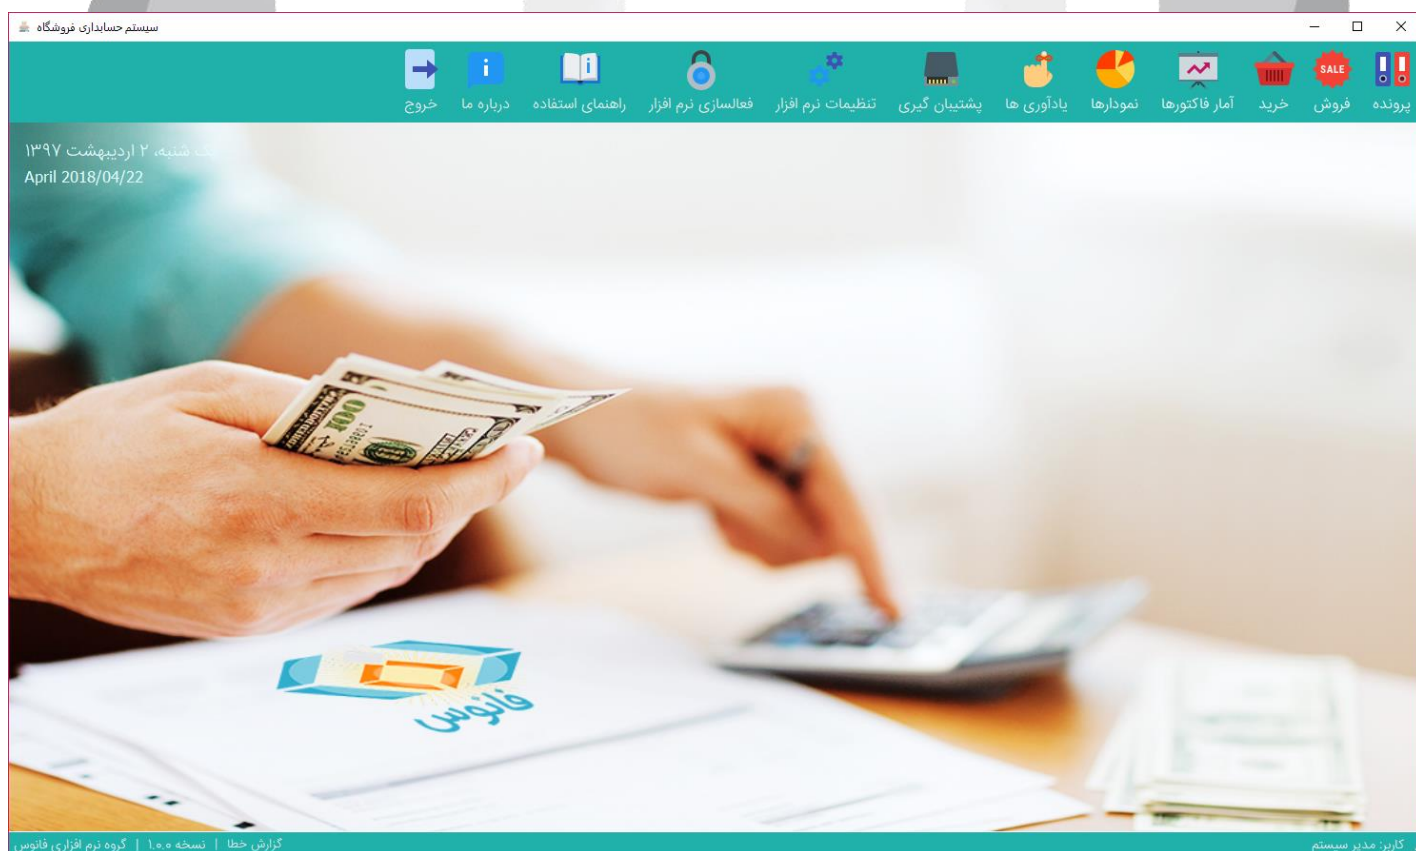 سیستم حسابداری فروشگاه
پرونده
SALE
فروش
خرید
آمار فاکتورها
نمودارها
یادآوری ها
پشتیبان گیری
تنظیمات نرم افزار
فعالسازی نرم افزار
راهنمای استفاده
درباره ما
خروج
یک شنبه، ۲ اردیبهشت ۱۳۹۷
April 2018/04/22
100
فانوس
کاربر: مدیر سیستم
گزارش خطا | نسخه ۱.۰.۰ | گروه نرم افزاری فانوس